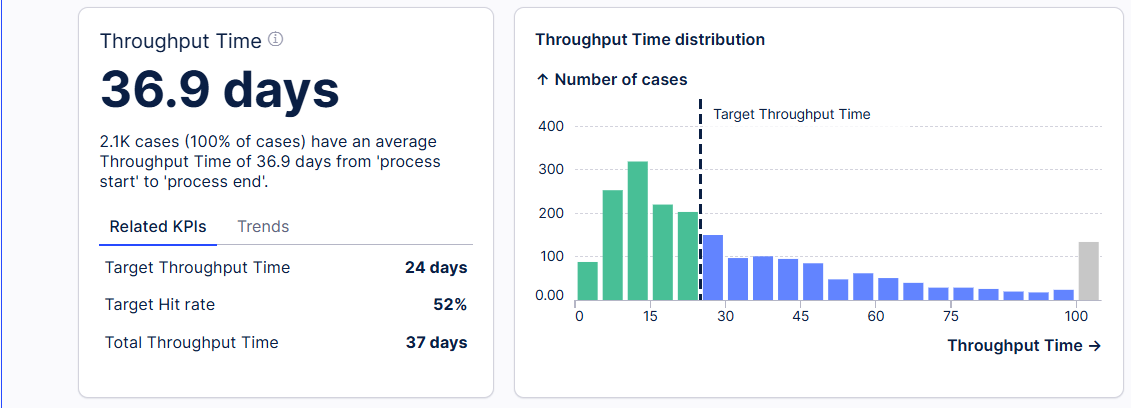 Throughput Time
36.9 days
2.1K cases (100% of cases) have an average
Throughput Time of 36.9 days from 'process
start' to 'process end'.
Related KPIs Trends
Target Throughput Time 24 days
Target Hit rate 52%
Total Throughput Time 37 days
Throughput Time distribution
↑ Number of cases
Target Throughput Time
400
300
200
100
0.00
0 15 30 45 60 75 100
Throughput Time →